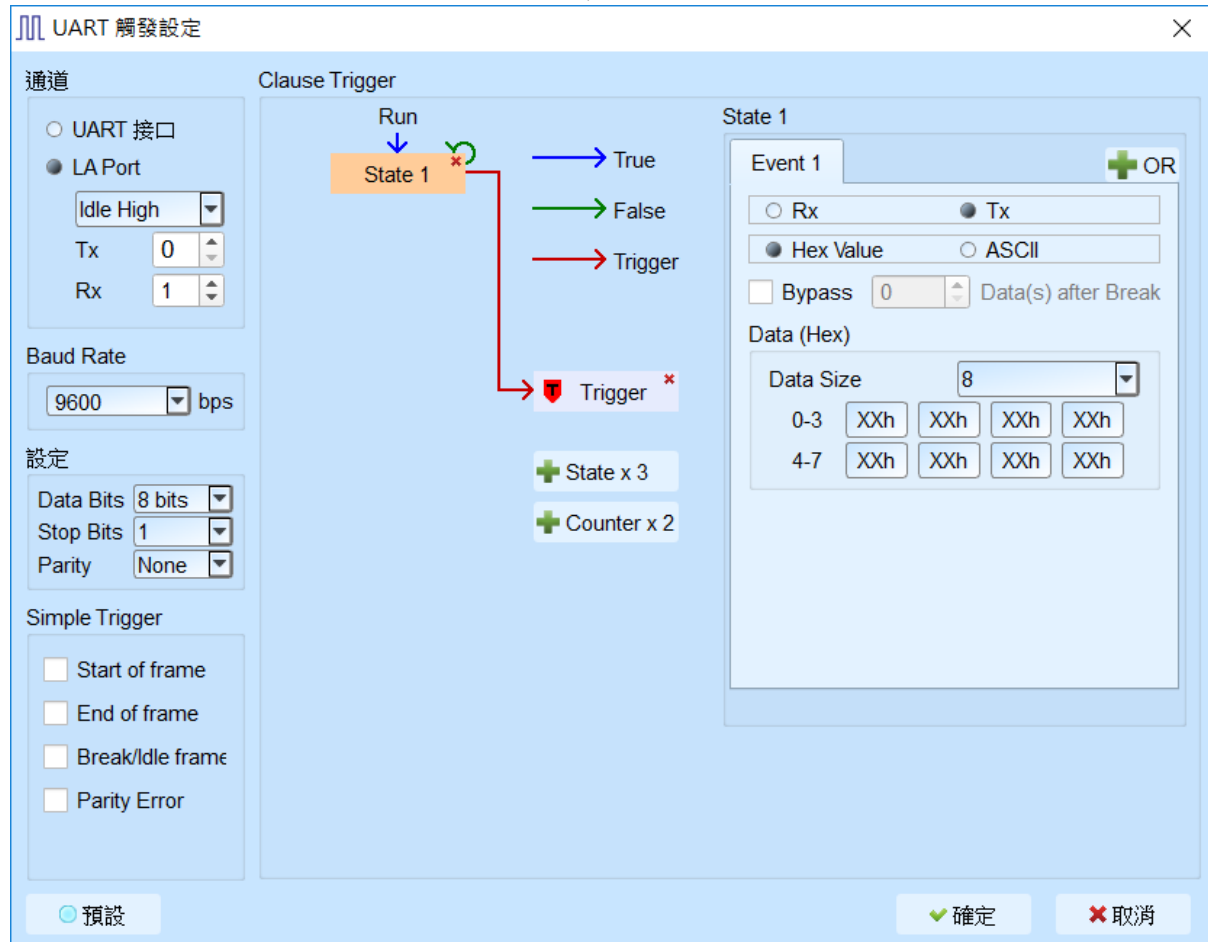 UART 觸發設定
通道
UART 接口
LA Port
Idle High
Tx 0
Rx 1
Baud Rate
9600 bps
設定
Data Bits 8 bits
Stop Bits 1
Parity None
Simple Trigger
Start of frame
End of frame
Break/Idle frame
Parity Error
Clause Trigger
Run
State 1
True
False
Trigger
T Trigger
State x 3
Counter x 2
State 1
Event 1
OR
Rx Tx
Hex Value ASCII
Bypass 0 Data(s) after Break
Data (Hex)
Data Size 8
0-3 XXh XXh XXh XXh
4-7 XXh XXh XXh XXh
預設
確定
取消